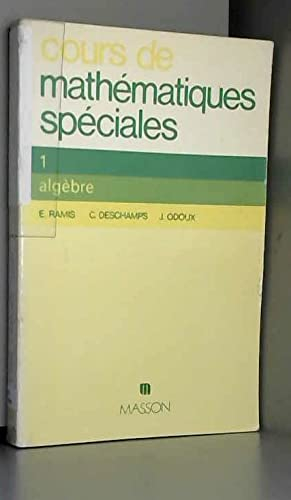 cours de
mathématiques
spéciales
1
algèbre
E. RAMIS C. DESCHAMPS J. ODOUX
m
MASSON